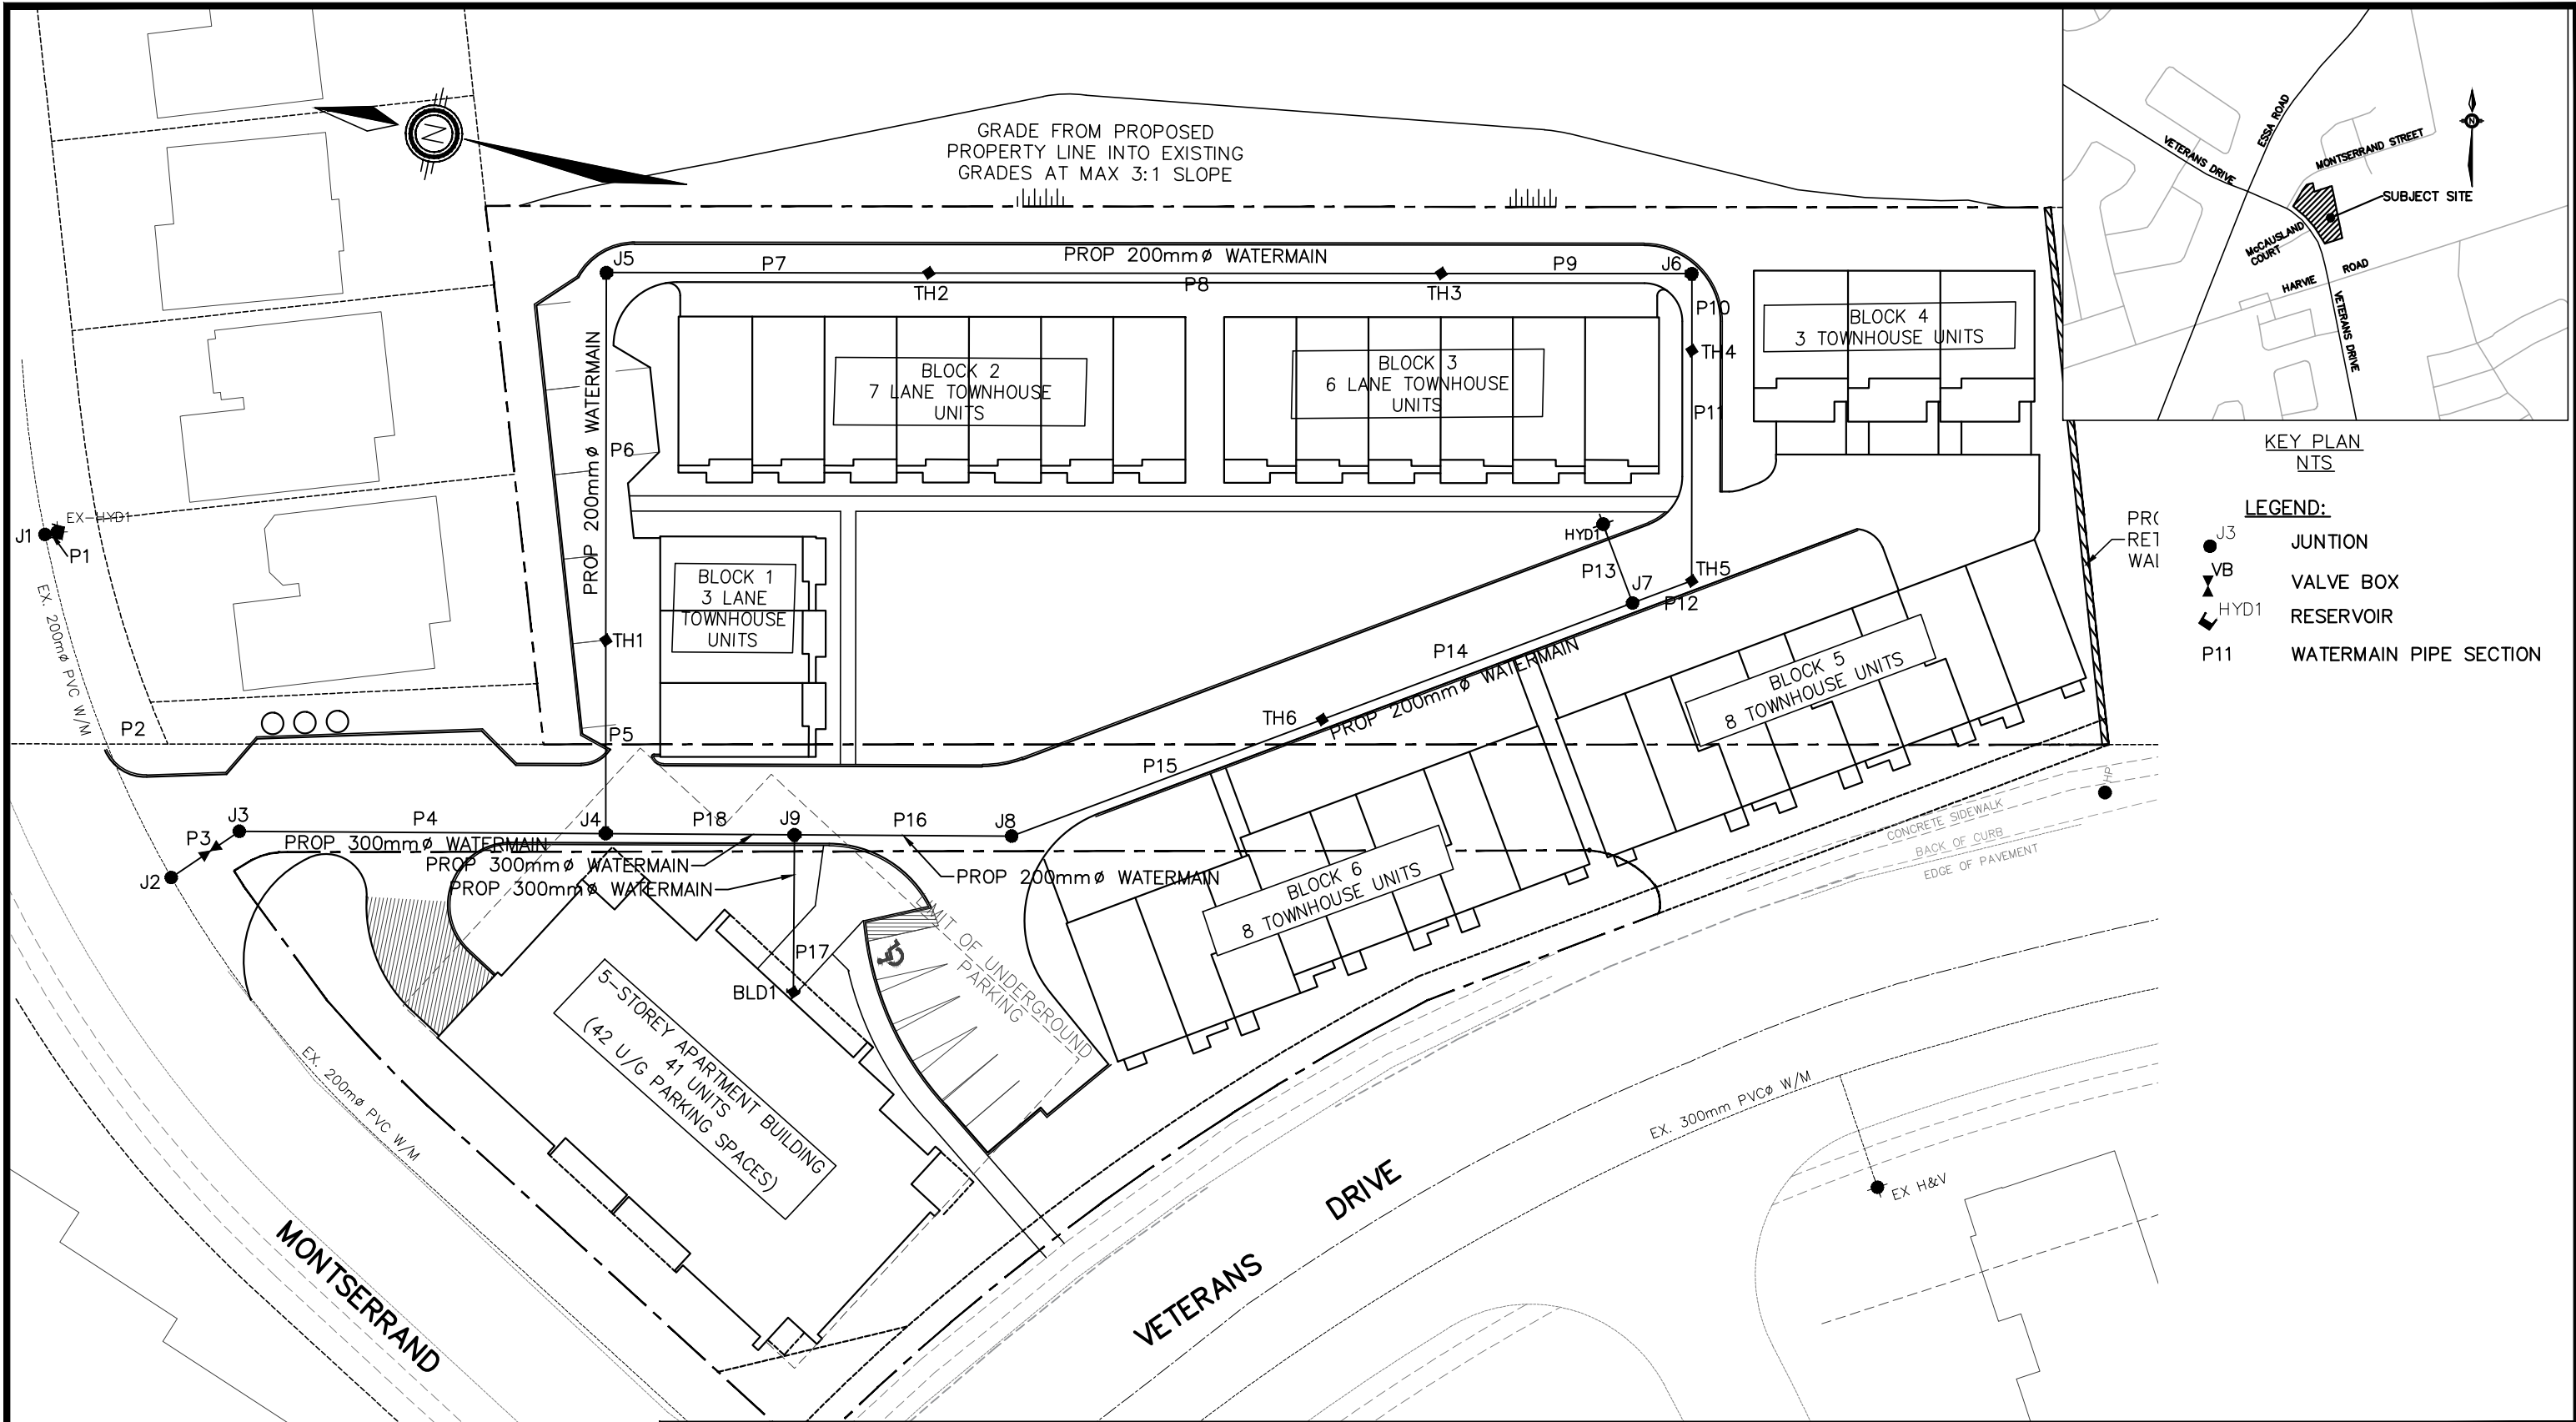 N
GRADE FROM PROPOSED
PROPERTY LINE INTO EXISTING
GRADES AT MAX 3:1 SLOPE
J5
P7
TH2
PROP 200mmø WATERMAIN
P8
TH3
P9
J6
P10
TH4
P11
PROP 200mmø WATERMAIN
P6
BLOCK 2
7 LANE TOWNHOUSE
UNITS
BLOCK 3
6 LANE TOWNHOUSE
UNITS
BLOCK 4
3 TOWNHOUSE UNITS
J1
EX-HYD1
P1
EX. 200mø PVC W/M
P2
BLOCK 1
3 LANE
TOWNHOUSE
UNITS
TH1
P5
HYD1
P13
J7
TH5
P12
P14
TH6
PROP 200mmø WATERMAIN
P15
BLOCK 5
8 TOWNHOUSE UNITS
BLOCK 6
8 TOWNHOUSE UNITS
J3
P3
J2
P4
J4
P18
J9
P16
J8
PROP 300mmø WATERMAIN
PROP 300mmø WATERMAIN
PROP 300mmø WATERMAIN
PROP 200mmø WATERMAIN
P17
BLD1
LIMIT OF UNDERGROUND
PARKING
5-STOREY APARTMENT BUILDING
41 UNITS
(42 U/G PARKING SPACES)
EX. 200mø PVC W/M
MONTSERRAND
VETERANS DRIVE
HP
CONCRETE SIDEWALK
BACK OF CURB
EDGE OF PAVEMENT
EX. 300mm PVCø W/M
EX H&V
VETERANS DRIVE
ESSA ROAD
MONTSERRAND STREET
N
SUBJECT SITE
McCAUSLAND
COURT
HARVIE ROAD
VETERANS DRIVE
KEY PLAN
NTS
PR
RET
WAL
LEGEND:
J3 JUNTION
VB VALVE BOX
HYD1 RESERVOIR
P11 WATERMAIN PIPE SECTION